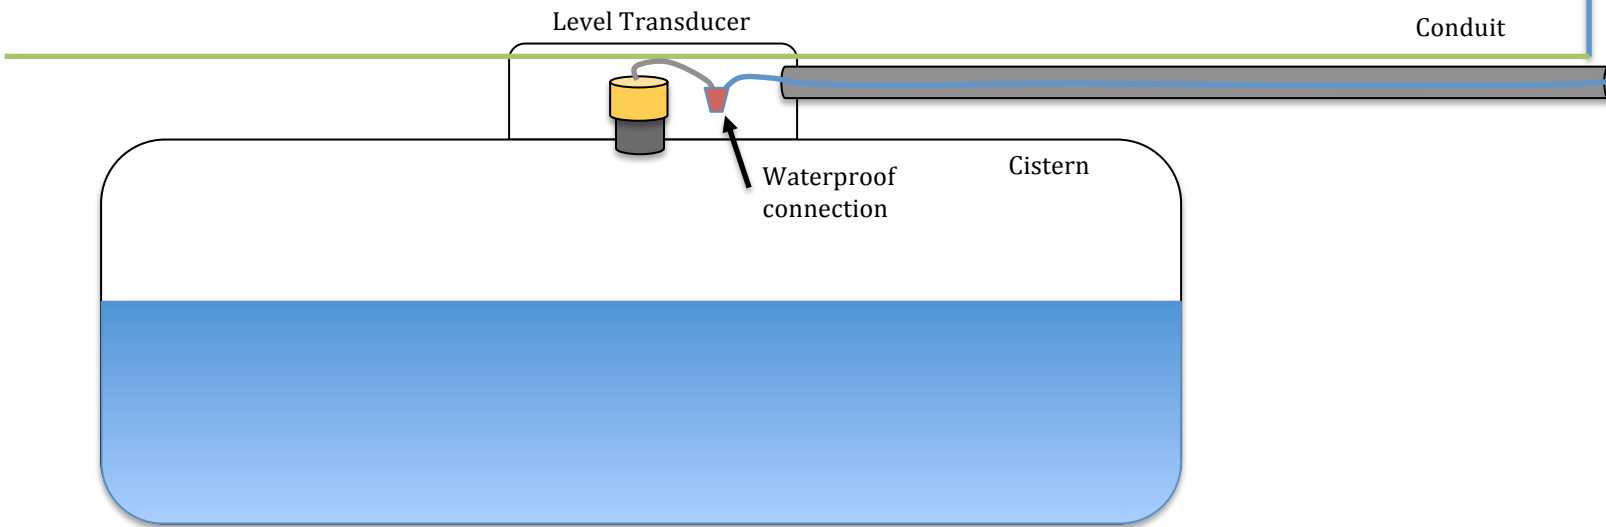 Level Transducer
Conduit
Waterproof
connection
Cistern